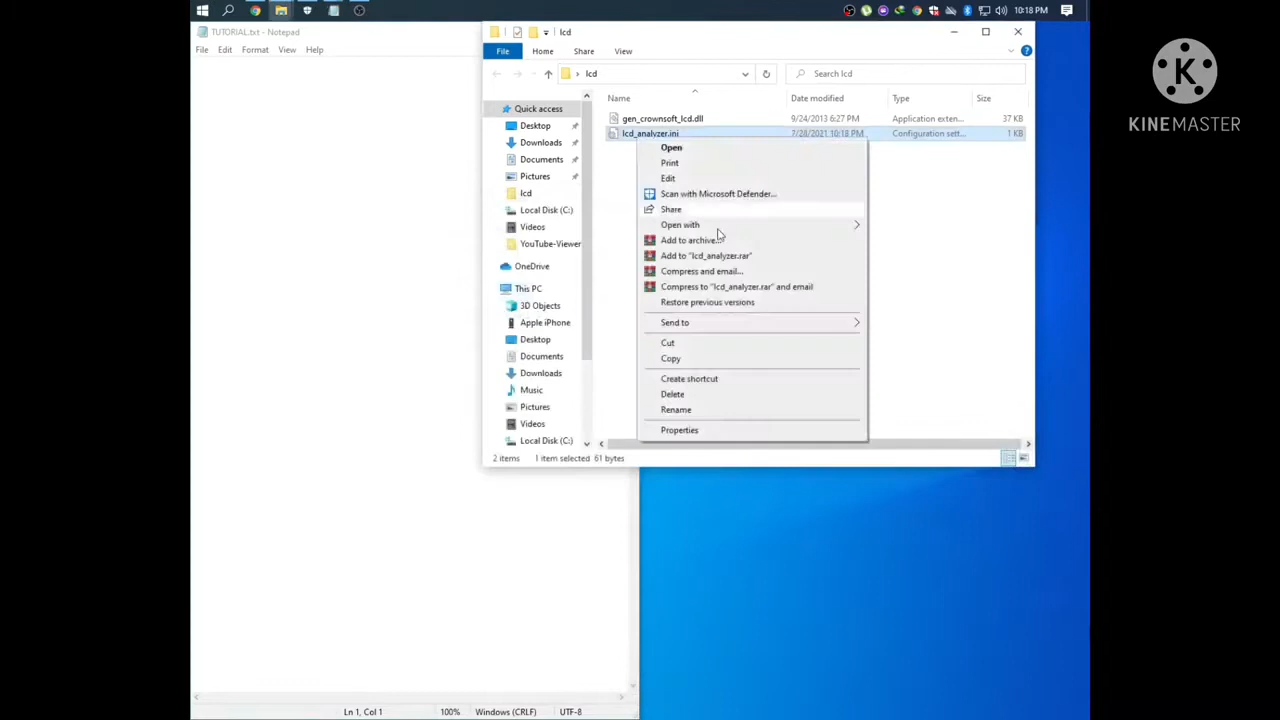 10:18 PM
TUTORIAL.txt - Notepad
File Edit Format View Help
lcd
File Home Share View
lcd
Search lcd
Name Date modified Type Size
gen_crownsoft_lcd.dll 9/24/2013 6:27 PM Application exten... 37 KB
lcd_analyzer.ini 7/28/2021 10:18 PM Configuration sett... 1 KB
Quick access
Desktop
Downloads
Documents
Pictures
lcd
Local Disk (C:)
Videos
YouTube-Viewer
OneDrive
This PC
3D Objects
Apple iPhone
Desktop
Documents
Downloads
Music
Pictures
Videos
Local Disk (C:)
Open
Print
Edit
Scan with Microsoft Defender...
Share
Open with
Add to archive...
Add to "lcd_analyzer.rar"
Compress and email...
Compress to "lcd_analyzer.rar" and email
Restore previous versions
Send to
Cut
Copy
Create shortcut
Delete
Rename
Properties
2 items 1 item selected 61 bytes
Ln 1, Col 1 100% Windows (CRLF) UTF-8
K
KINEMASTER